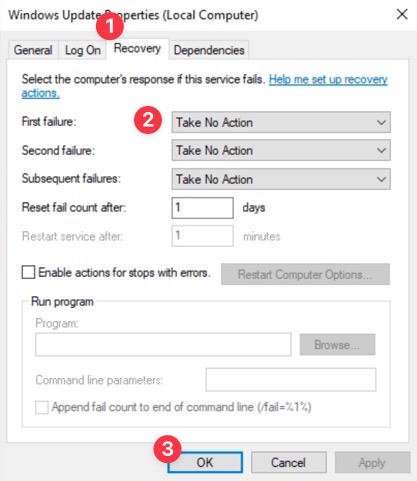 Windows Update Properties (Local Computer)
1
General Log On Recovery Dependencies
Select the computer's response if this service fails. Help me set up recovery
actions.
First failure: 2 Take No Action
Second failure: Take No Action
Subsequent failures: Take No Action
Reset fail count after: 1 days
Restart service after: 1 minutes
Enable actions for stops with errors. Restart Computer Options...
Run program
Program:
Browse...
Command line parameters:
Append fail count to end of command line (/fail=%1%)
3
OK Cancel Apply